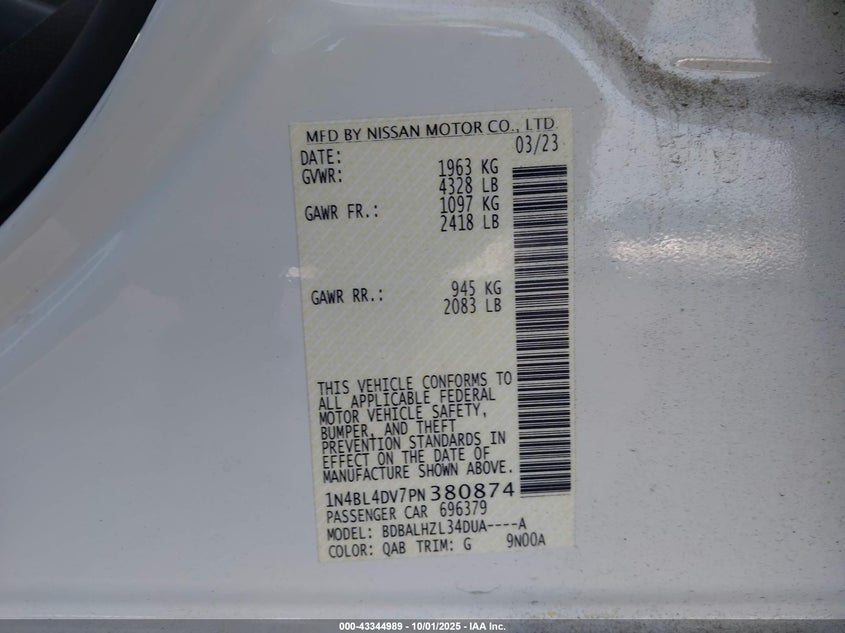 MFD BY NISSAN MOTOR CO., LTD.
DATE: 03/23
GVWR: 1963 KG
4328 LB
GAWR FR.: 1097 KG
2418 LB
GAWR RR.: 945 KG
2083 LB
THIS VEHICLE CONFORMS TO
ALL APPLICABLE FEDERAL
MOTOR VEHICLE SAFETY,
BUMPER, AND THEFT
PREVENTION STANDARDS IN
EFFECT ON THE DATE OF
MANUFACTURE SHOWN ABOVE.
1N4BL4DV7PN380874
PASSENGER CAR 696379
MODEL: BDBALHZL34DUA----A
COLOR: QAB TRIM: G 9N00A
000-43344989 - 10/01/2025 - IAA Inc.